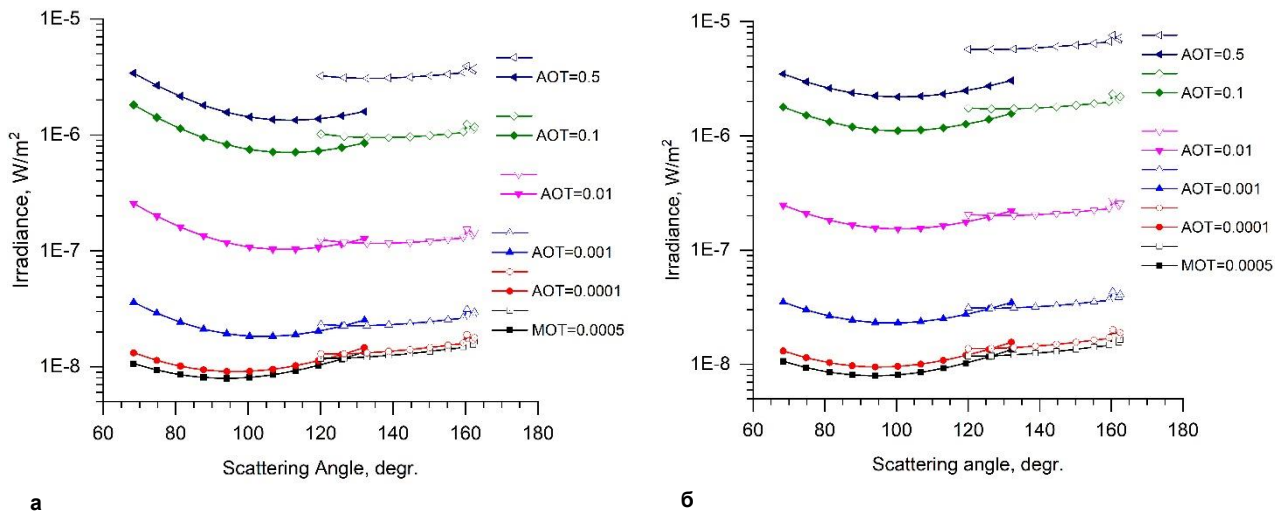 1E-5
1E-6
1E-7
1E-8
Irradiance, W/m²
60 80 100 120 140 160 180
Scattering Angle, degr.
AOT=0.5
AOT=0.1
AOT=0.01
AOT=0.001
AOT=0.0001
MOT=0.0005
а
1E-5
1E-6
1E-7
1E-8
Irradiance, W/m²
60 80 100 120 140 160 180
Scattering angle, degr.
AOT=0.5
AOT=0.1
AOT=0.01
AOT=0.001
AOT=0.0001
MOT=0.0005
б